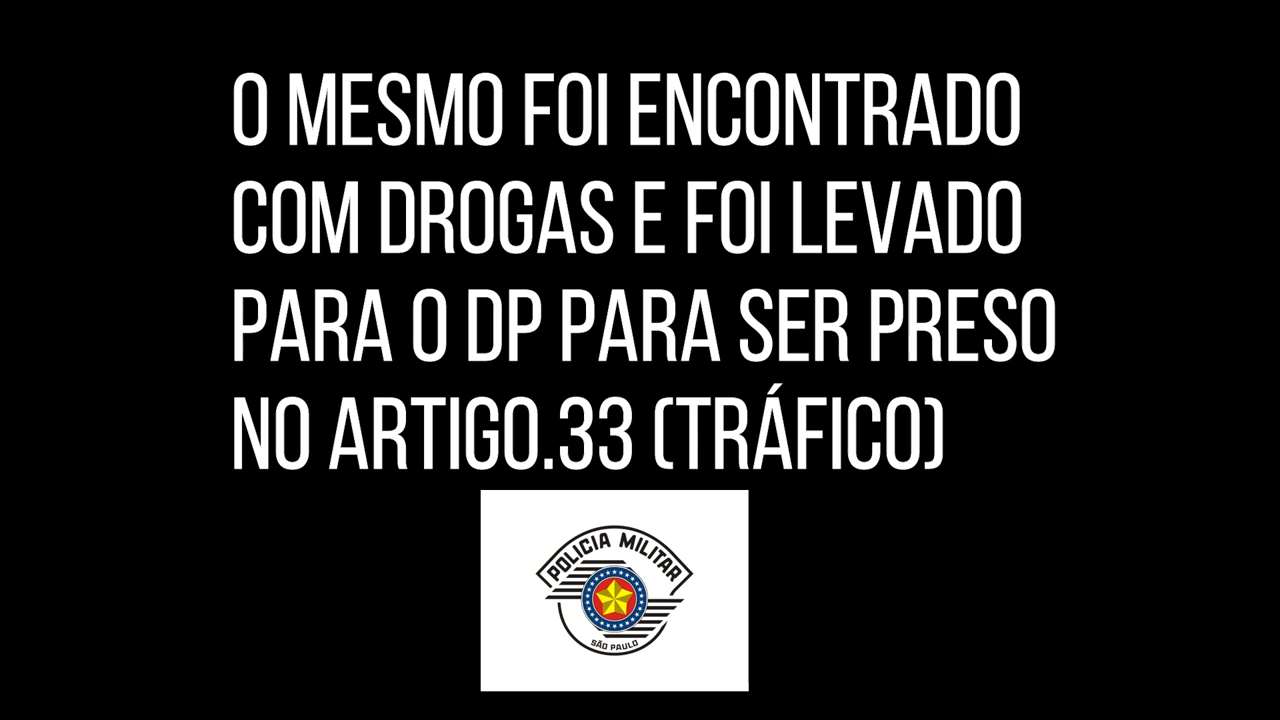 O MESMO FOI ENCONTRADO
COM DROGAS E FOI LEVADO
PARA O DP PARA SER PRESO
NO ARTIGO.33 (TRÁFICO)
POLICIA MILITAR
SÃO PAULO